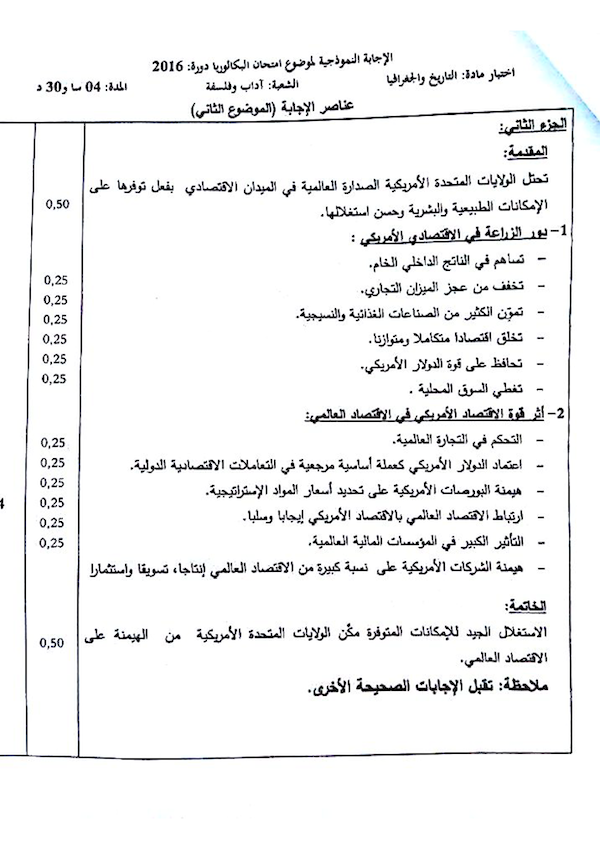 الإجابة النموذجية لموضوع امتحان البكالوريا دورة: 2016
اختبار مادة: التاريخ والجغرافيا الشعبة: آداب وفلسفة المدة: 04 سا و30 د
عناصر الإجابة (الموضوع الثاني)
الجزء الثاني:
المقدمة:
تحتل الولايات المتحدة الأمريكية الصدارة العالمية في الميدان الاقتصادي بفعل توفرها على
0,50
الإمكانات الطبيعية والبشرية وحسن استغلالها.
1- دور الزراعة في الاقتصادي الأمريكي :
- تساهم في الناتج الداخلي الخام.
0,25
- تخفف من عجز الميزان التجاري.
0,25
- تموّن الكثير من الصناعات الغذائية والنسيجية.
0,25
- تخلق اقتصادا متكاملا ومتوازنا.
0,25
- تحافظ على قوة الدولار الأمريكي.
0,25
- تغطي السوق المحلية .
0,25
2- أثر قوة الاقتصاد الأمريكي في الاقتصاد العالمي:
- التحكم في التجارة العالمية.
0,25
- اعتماد الدولار الأمريكي كعملة أساسية مرجعية في التعاملات الاقتصادية الدولية.
0,25
- هيمنة البورصات الأمريكية على تحديد أسعار المواد الإستراتيجية.
0,25
- ارتباط الاقتصاد العالمي بالاقتصاد الأمريكي إيجابا وسلبا.
0,25
4
- التأثير الكبير في المؤسسات المالية العالمية.
0,25
- هيمنة الشركات الأمريكية على نسبة كبيرة من الاقتصاد العالمي إنتاجا، تسويقا واستثمارا
0,25
الخاتمة:
الاستغلال الجيد للإمكانات المتوفرة مكّن الولايات المتحدة الأمريكية من الهيمنة على
0,50
الاقتصاد العالمي.
ملاحظة: تقبل الإجابات الصحيحة الأخرى.